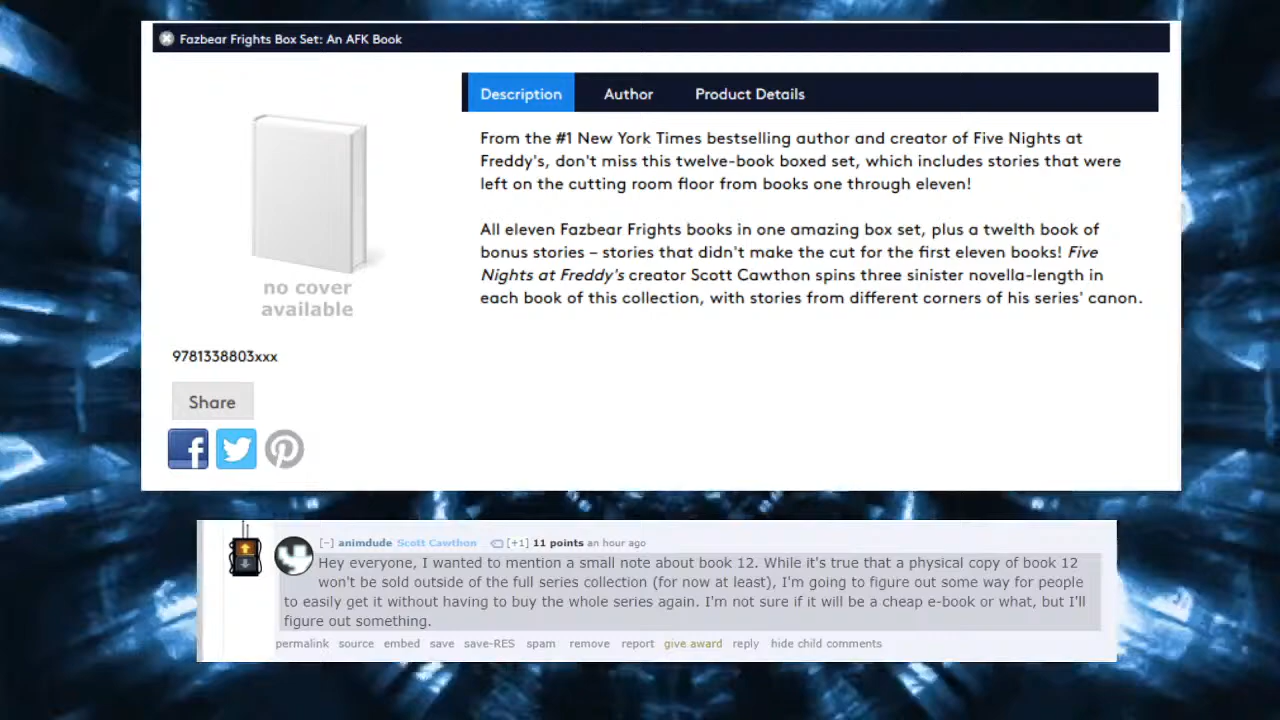 Fazbear Frights Box Set: An AFK Book
Description Author Product Details
From the #1 New York Times bestselling author and creator of Five Nights at
Freddy's, don't miss this twelve-book boxed set, which includes stories that were
left on the cutting room floor from books one through eleven!
All eleven Fazbear Frights books in one amazing box set, plus a twelth book of
bonus stories – stories that didn't make the cut for the first eleven books! Five
Nights at Freddy's creator Scott Cawthon spins three sinister novella-length in
each book of this collection, with stories from different corners of his series' canon.
no cover
available
9781338803xxx
Share
[-] animdude Scott Cawthon [+1] 11 points an hour ago
Hey everyone, I wanted to mention a small note about book 12. While it's true that a physical copy of book 12
won't be sold outside of the full series collection (for now at least), I'm going to figure out some way for people
to easily get it without having to buy the whole series again. I'm not sure if it will be a cheap e-book or what, but I'll
figure out something.
permalink source embed save save-RES spam remove report give award reply hide child comments